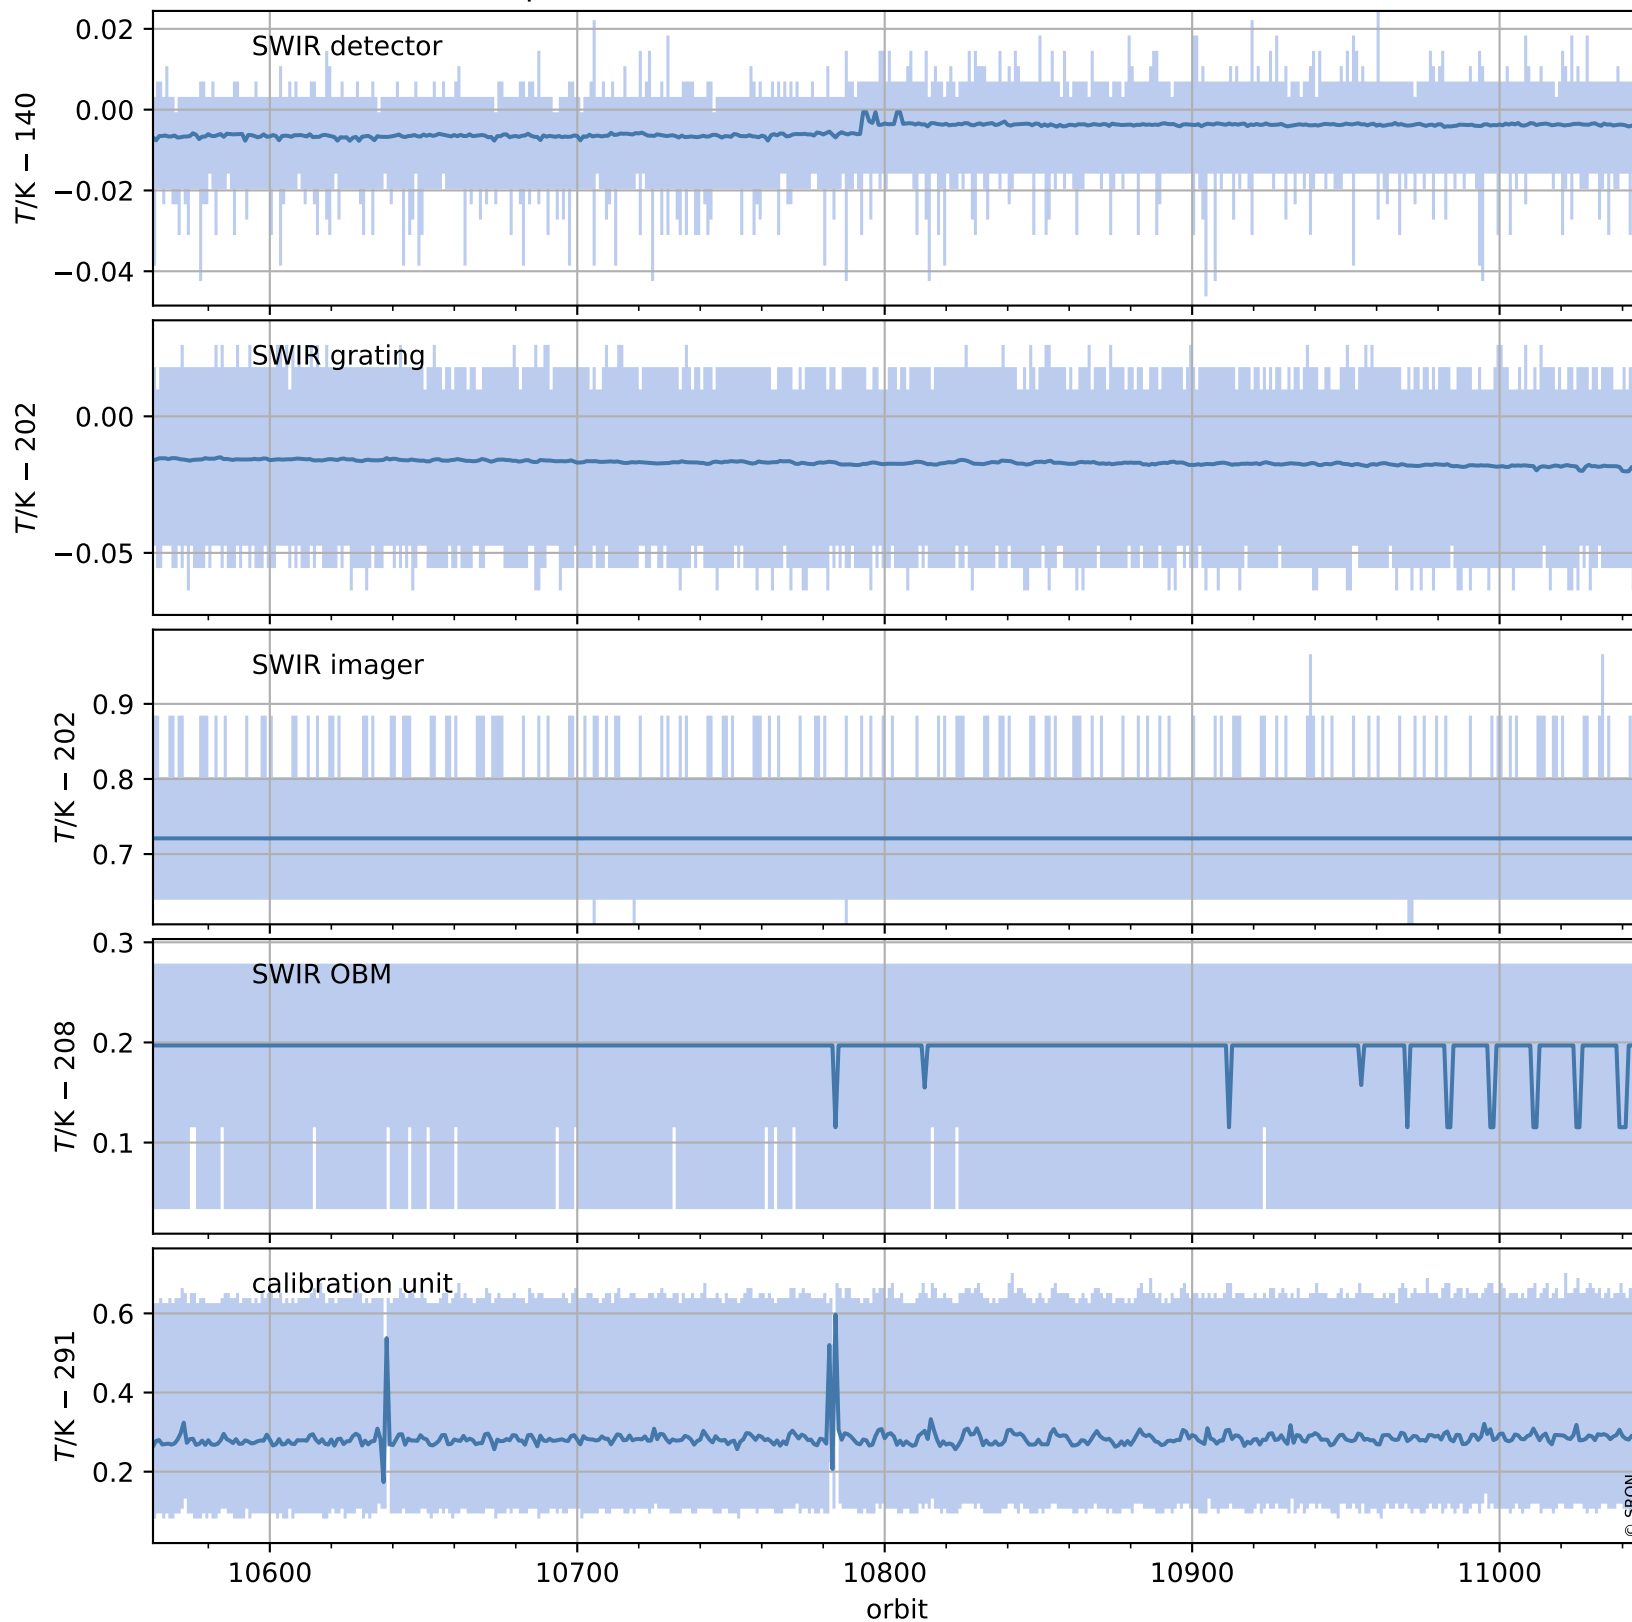 SWIR detector
0.02
0.00
−0.02
−0.04
T/K − 140
SWIR grating
0.00
−0.05
T/K − 202
SWIR imager
0.9
0.8
0.7
T/K − 202
SWIR OBM
0.3
0.2
0.1
T/K − 208
calibration unit
0.6
0.4
0.2
T/K − 291
© SRON
10600 10700 10800 10900 11000
orbit